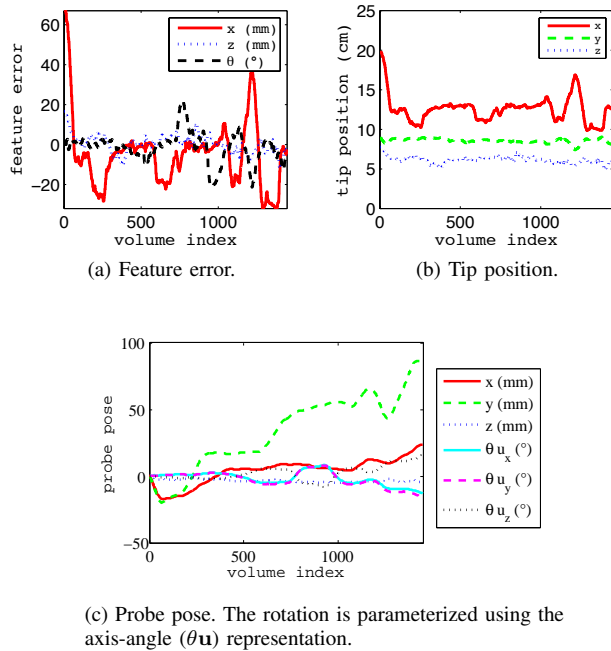 x (mm)
z (mm)
θ (°)
feature error
60
40
20
0
−20
0
500
1000
volume index
(a) Feature error.
x
y
z
tip position (cm)
25
20
15
10
5
0
0
500
1000
volume index
(b) Tip position.
probe pose
100
50
0
−50
0
500
1000
volume index
x (mm)
y (mm)
z (mm)
θ u_x (°)
θ u_y (°)
θ u_z (°)
(c) Probe pose. The rotation is parameterized using the
axis-angle (θu) representation.